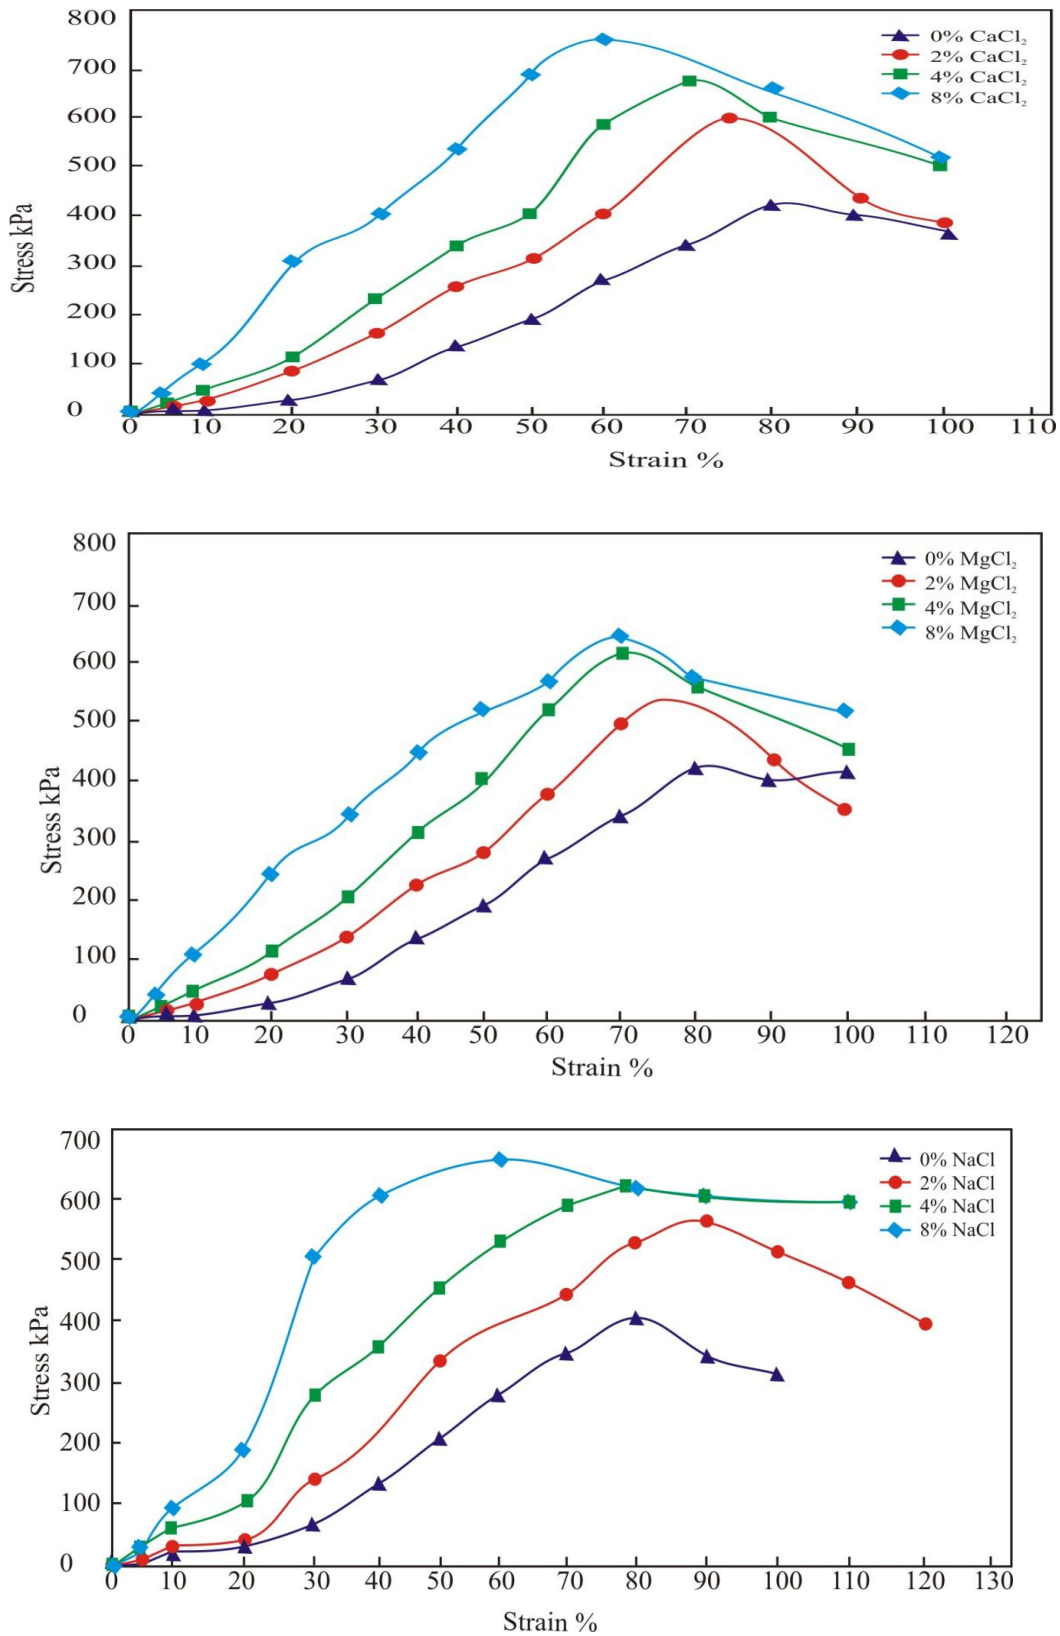 800
700
600
500
400
300
200
100
0
Stress kPa
0% CaCl₂
2% CaCl₂
4% CaCl₂
8% CaCl₂
0 10 20 30 40 50 60 70 80 90 100 110
Strain %
800
700
600
500
400
300
200
100
0
Stress kPa
0% MgCl₂
2% MgCl₂
4% MgCl₂
8% MgCl₂
0 10 20 30 40 50 60 70 80 90 100 110 120
Strain %
700
600
500
400
300
200
100
0
Stress kPa
0% NaCl
2% NaCl
4% NaCl
8% NaCl
0 10 20 30 40 50 60 70 80 90 100 110 120 130
Strain %